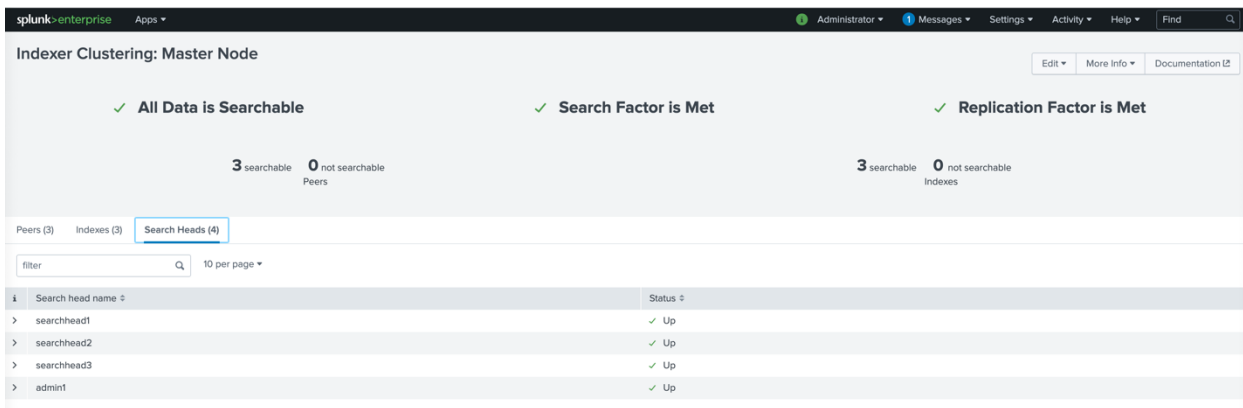 splunk>enterprise Apps Administrator 1 Messages Settings Activity Help Find
Indexer Clustering: Master Node
Edit More Info Documentation
All Data is Searchable Search Factor is Met Replication Factor is Met
3 searchable 0 not searchable 3 searchable 0 not searchable
Peers Indexes
Peers (3) Indexes (3) Search Heads (4)
filter 10 per page
i Search head name Status
> searchhead1 Up
> searchhead2 Up
> searchhead3 Up
> admin1 Up